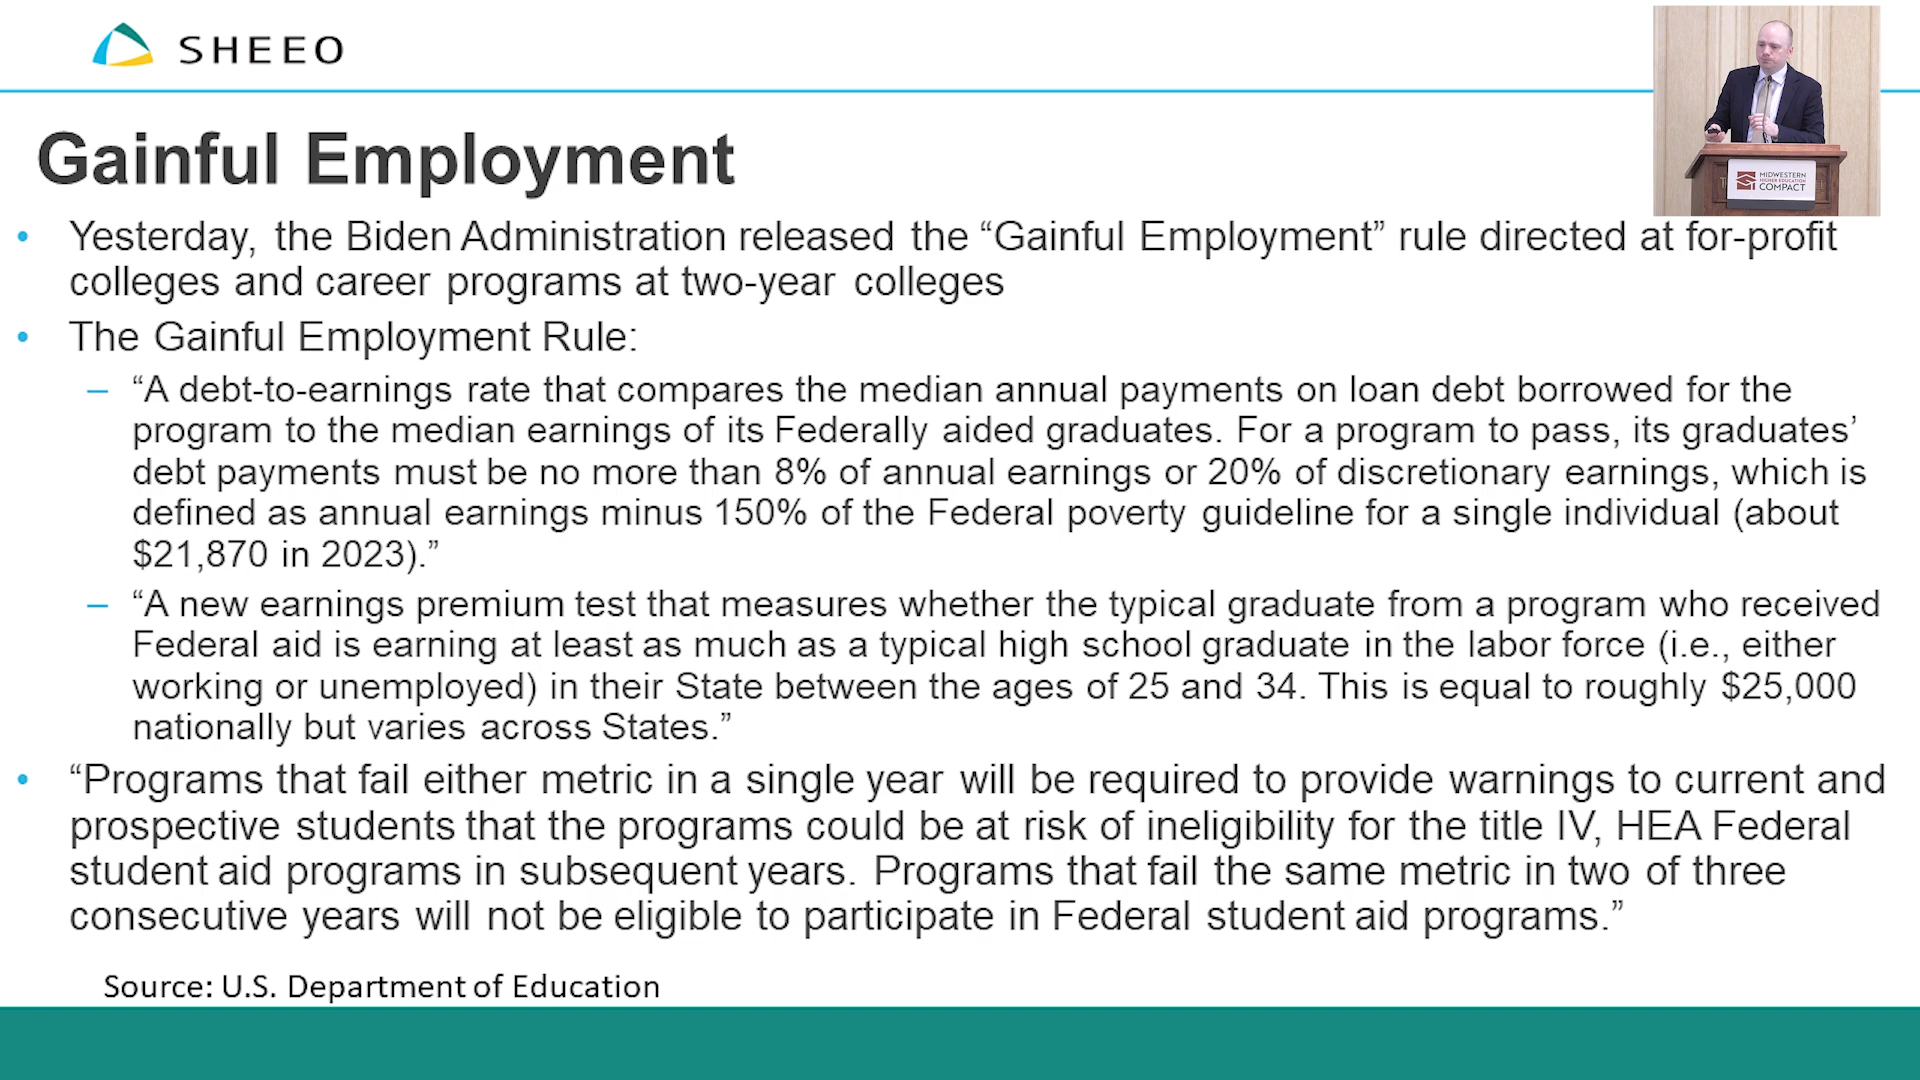 SHEEO
MIDWESTERN
HIGHER EDUCATION
COMPACT
Gainful Employment
• Yesterday, the Biden Administration released the “Gainful Employment” rule directed at for-profit
colleges and career programs at two-year colleges
• The Gainful Employment Rule:
– “A debt-to-earnings rate that compares the median annual payments on loan debt borrowed for the
program to the median earnings of its Federally aided graduates. For a program to pass, its graduates’
debt payments must be no more than 8% of annual earnings or 20% of discretionary earnings, which is
defined as annual earnings minus 150% of the Federal poverty guideline for a single individual (about
$21,870 in 2023).”
– “A new earnings premium test that measures whether the typical graduate from a program who received
Federal aid is earning at least as much as a typical high school graduate in the labor force (i.e., either
working or unemployed) in their State between the ages of 25 and 34. This is equal to roughly $25,000
nationally but varies across States.”
• “Programs that fail either metric in a single year will be required to provide warnings to current and
prospective students that the programs could be at risk of ineligibility for the title IV, HEA Federal
student aid programs in subsequent years. Programs that fail the same metric in two of three
consecutive years will not be eligible to participate in Federal student aid programs.”
Source: U.S. Department of Education